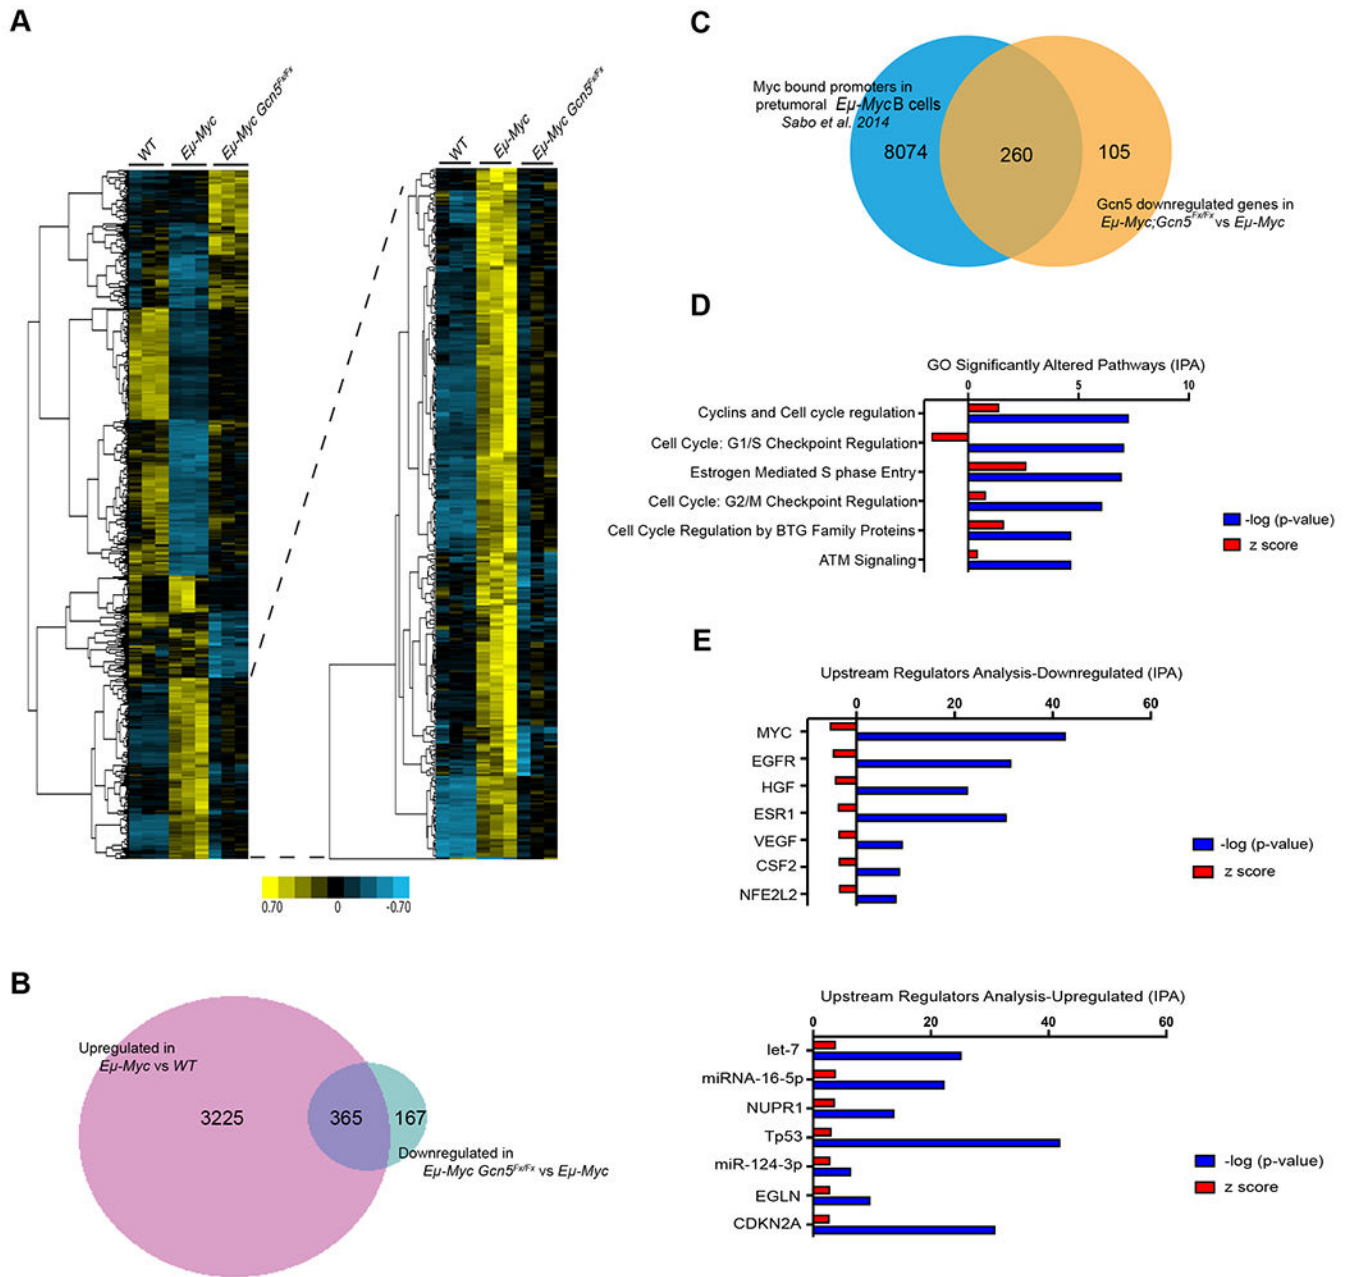 A
WT
Eμ-Myc
Eμ-Myc Gcn5Fx/Fx
WT
Eμ-Myc
Eμ-Myc Gcn5Fx/Fx
0.70 0 -0.70
B
Upregulated in
Eμ-Myc vs WT
3225
365
167
Downregulated in
Eμ-Myc Gcn5Fx/Fx vs Eμ-Myc
C
Myc bound promoters in
pretumoral Eμ-Myc B cells
Sabo et al. 2014
8074
260
105
Gcn5 downregulated genes in
Eμ-Myc;Gcn5Fx/Fx vs Eμ-Myc
D
GO Significantly Altered Pathways (IPA)
0 5 10
Cyclins and Cell cycle regulation
Cell Cycle: G1/S Checkpoint Regulation
Estrogen Mediated S phase Entry
Cell Cycle: G2/M Checkpoint Regulation
Cell Cycle Regulation by BTG Family Proteins
ATM Signaling
-log (p-value)
z score
E
Upstream Regulators Analysis-Downregulated (IPA)
0 20 40 60
MYC
EGFR
HGF
ESR1
VEGF
CSF2
NFE2L2
-log (p-value)
z score
Upstream Regulators Analysis-Upregulated (IPA)
0 20 40 60
let-7
miRNA-16-5p
NUPR1
Tp53
miR-124-3p
EGLN
CDKN2A
-log (p-value)
z score